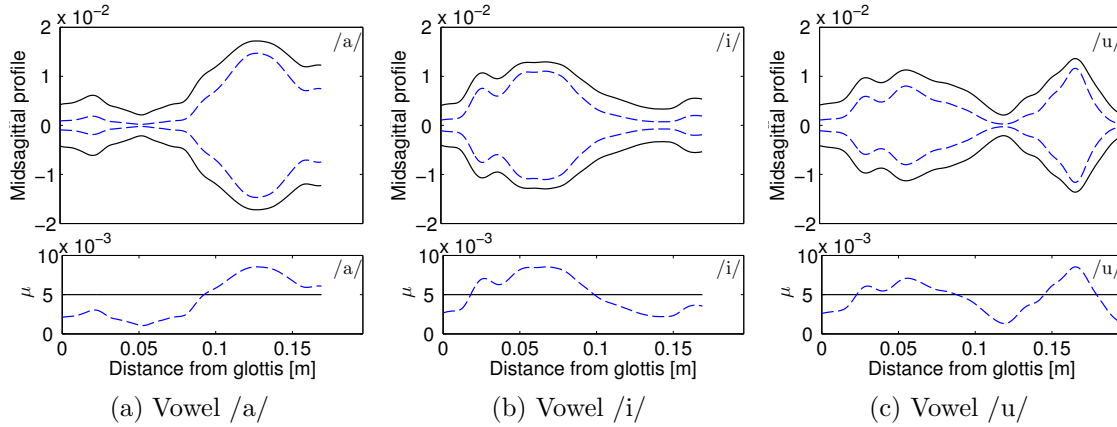 x 10⁻²
2
1
0
−1
−2
Midsagittal profile
/a/
x 10⁻³
10
5
0
μ
/a/
0 0.05 0.1 0.15
Distance from glottis [m]
(a) Vowel /a/
x 10⁻²
2
1
0
−1
−2
Midsagittal profile
/i/
x 10⁻³
10
5
0
μ
/i/
0 0.05 0.1 0.15
Distance from glottis [m]
(b) Vowel /i/
x 10⁻²
2
1
0
−1
−2
Midsagittal profile
/u/
x 10⁻³
10
5
0
μ
/u/
0 0.05 0.1 0.15
Distance from glottis [m]
(c) Vowel /u/